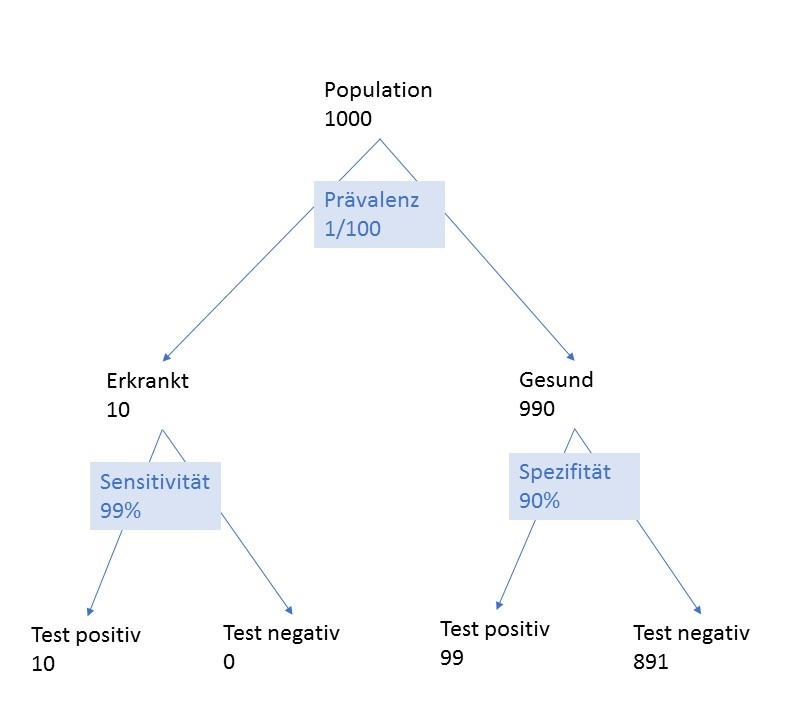 Population
1000
Prävalenz
1/100
Erkrankt
10
Gesund
990
Sensitivität
99%
Spezifität
90%
Test positiv
10
Test negativ
0
Test positiv
99
Test negativ
891